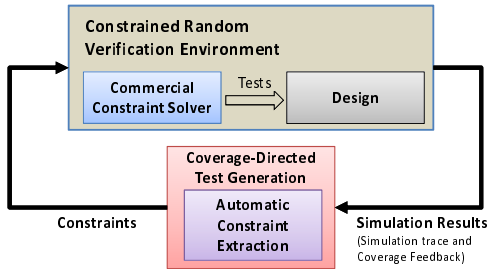 Constrained Random
Verification Environment
Commercial
Constraint Solver
Tests
Design
Coverage-Directed
Test Generation
Automatic
Constraint
Extraction
Constraints
Simulation Results
(Simulation trace and
Coverage Feedback)